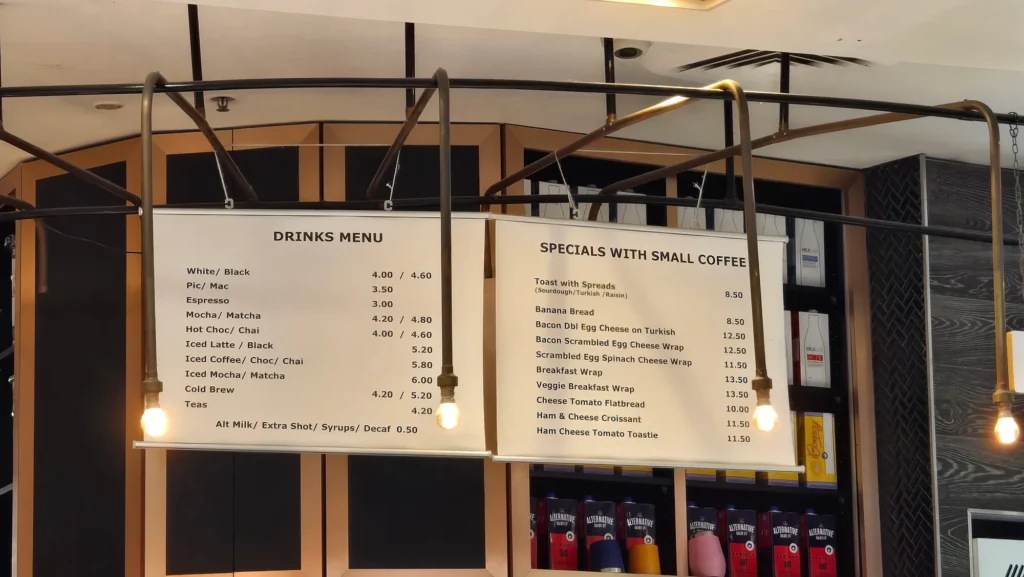 DRINKS MENU
White/ Black 4.00 / 4.60
Pic/ Mac 3.50
Espresso 3.00
Mocha/ Matcha 4.20 / 4.80
Hot Choc/ Chai 4.00 / 4.60
Iced Latte / Black 5.20
Iced Coffee/ Choc/ Chai 5.80
Iced Mocha/ Matcha 6.00
Cold Brew 4.20 / 5.20
Teas 4.20
Alt Milk/ Extra Shot/ Syrups/ Decaf 0.50
SPECIALS WITH SMALL COFFEE
Toast with Spreads 8.50
(Sourdough/Turkish /Raisin)
Banana Bread 8.50
Bacon Dbl Egg Cheese on Turkish 12.50
Bacon Scrambled Egg Cheese Wrap 12.50
Scrambled Egg Spinach Cheese Wrap 11.50
Breakfast Wrap 13.50
Veggie Breakfast Wrap 13.50
Cheese Tomato Flatbread 10.00
Ham & Cheese Croissant 11.50
Ham Cheese Tomato Toastie 11.50
ALTERNATIVE
ALTERNATIVE
ALTERNATIVE
ALTERNATIVE
ALTERNATIVE
ALTERNATIVE
ALTERNATIVE